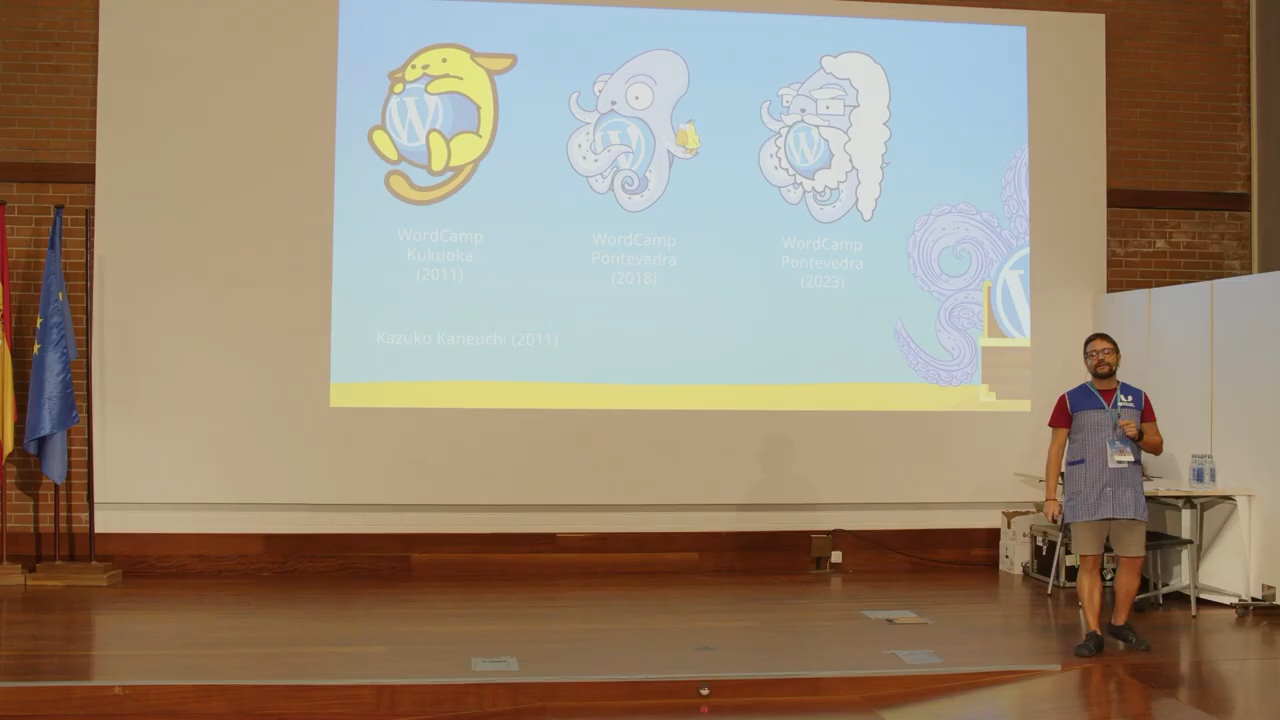 WordCamp
Kukuoka
(2011)
WordCamp
Pontevedra
(2018)
WordCamp
Pontevedra
(2023)
Kazuko Kaneuchi (2011)